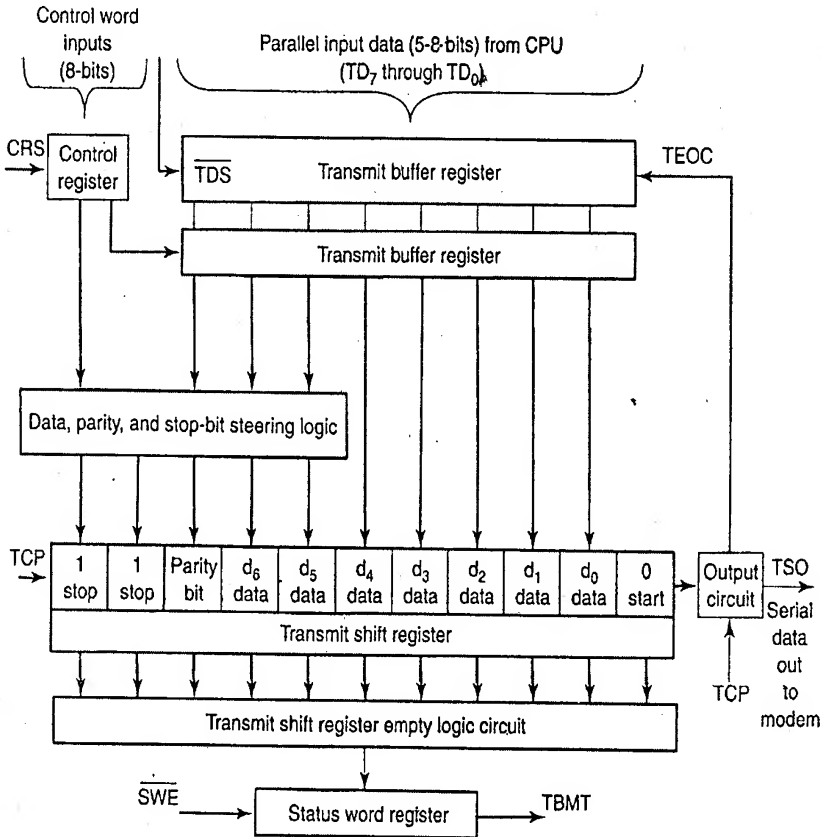 Control word
inputs
(8-bits)
Parallel input data (5-8-bits) from CPU
(TD7 through TD0)
CRS
Control
register
TDS
Transmit buffer register
TEOC
Transmit buffer register
Data, parity, and stop-bit steering logic
TCP
1
stop
1
stop
Parity
bit
d6
data
d5
data
d4
data
d3
data
d2
data
d1
data
d0
data
0
start
Output
circuit
TSO
Serial
data
out
to
modem
TCP
Transmit shift register
Transmit shift register empty logic circuit
SWE
Status word register
TBMT